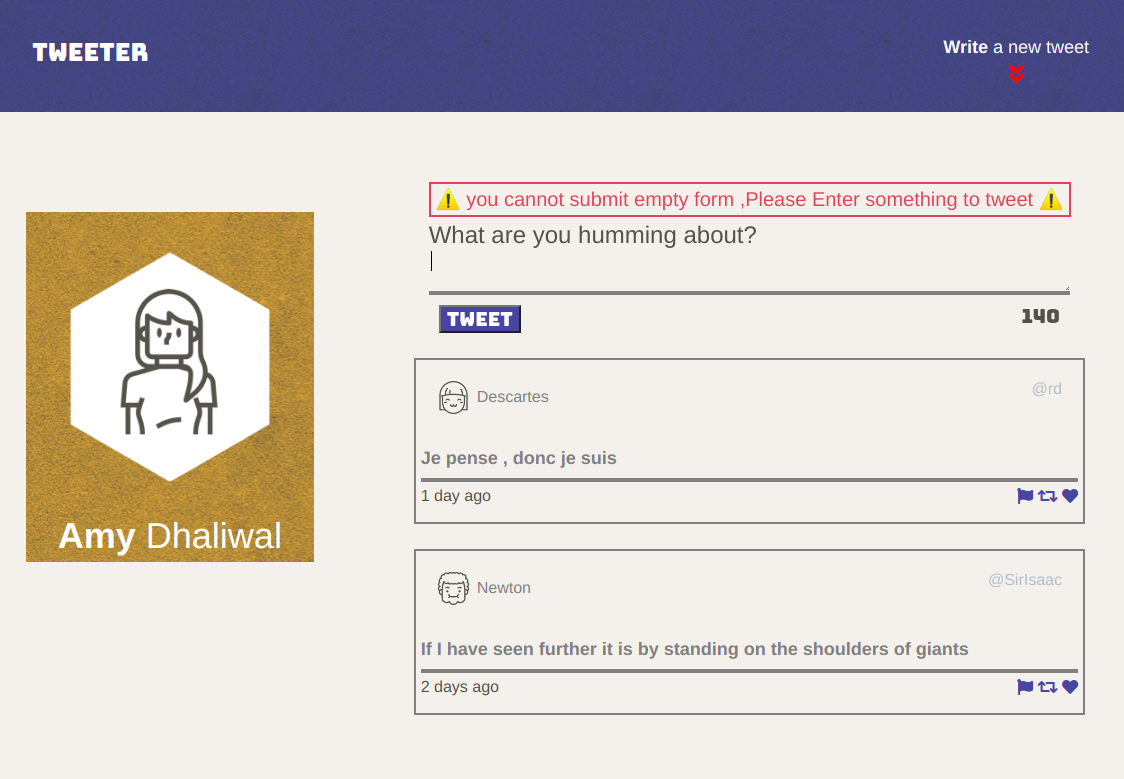 TWEETER
Write a new tweet
⚠️ you cannot submit empty form ,Please Enter something to tweet ⚠️
What are you humming about?
TWEET
140
Amy Dhaliwal
Descartes
@rd
Je pense , donc je suis
1 day ago
Newton
@SirIsaac
If I have seen further it is by standing on the shoulders of giants
2 days ago